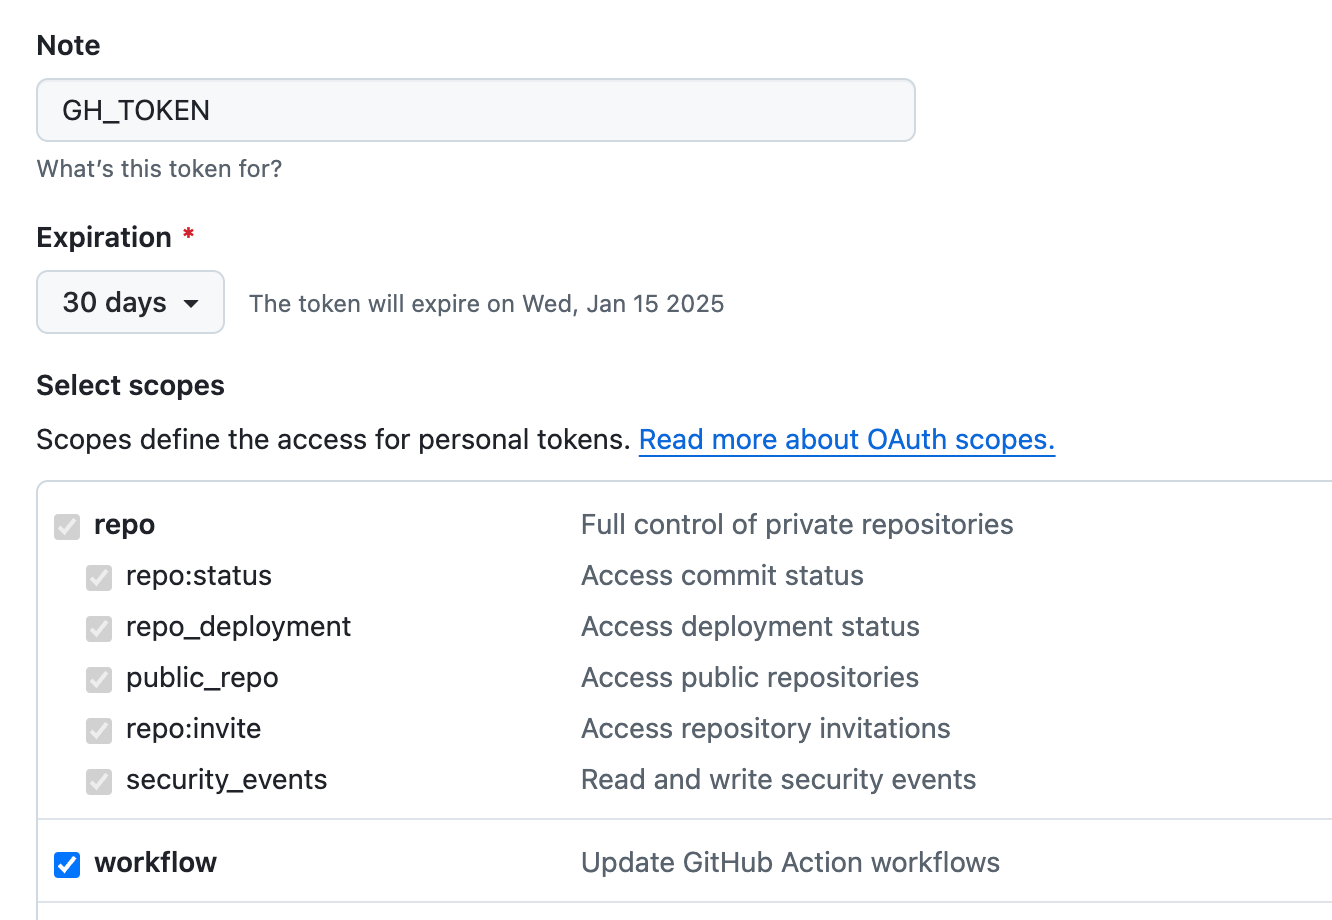 Note
GH_TOKEN
What's this token for?
Expiration *
30 days The token will expire on Wed, Jan 15 2025
Select scopes
Scopes define the access for personal tokens. Read more about OAuth scopes.
repo Full control of private repositories
repo:status Access commit status
repo_deployment Access deployment status
public_repo Access public repositories
repo:invite Access repository invitations
security_events Read and write security events
workflow Update GitHub Action workflows